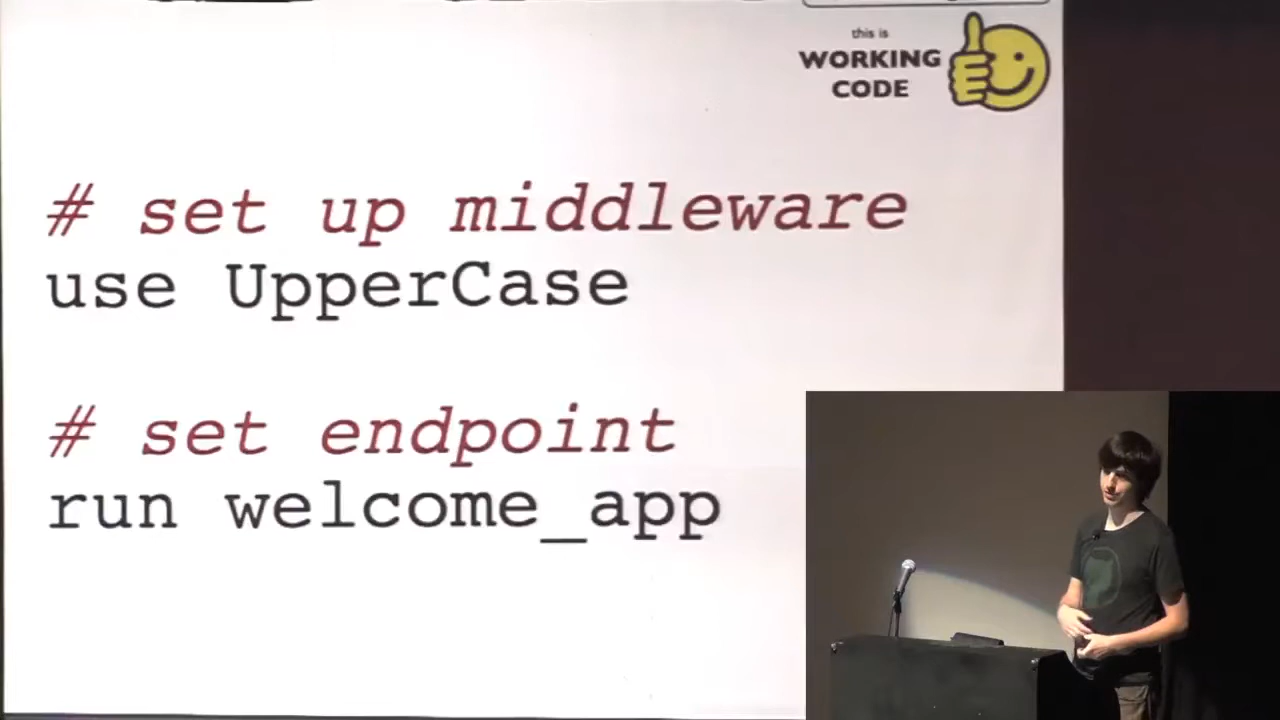 this is
WORKING
CODE
# set up middleware
use UpperCase
# set endpoint
run welcome_app